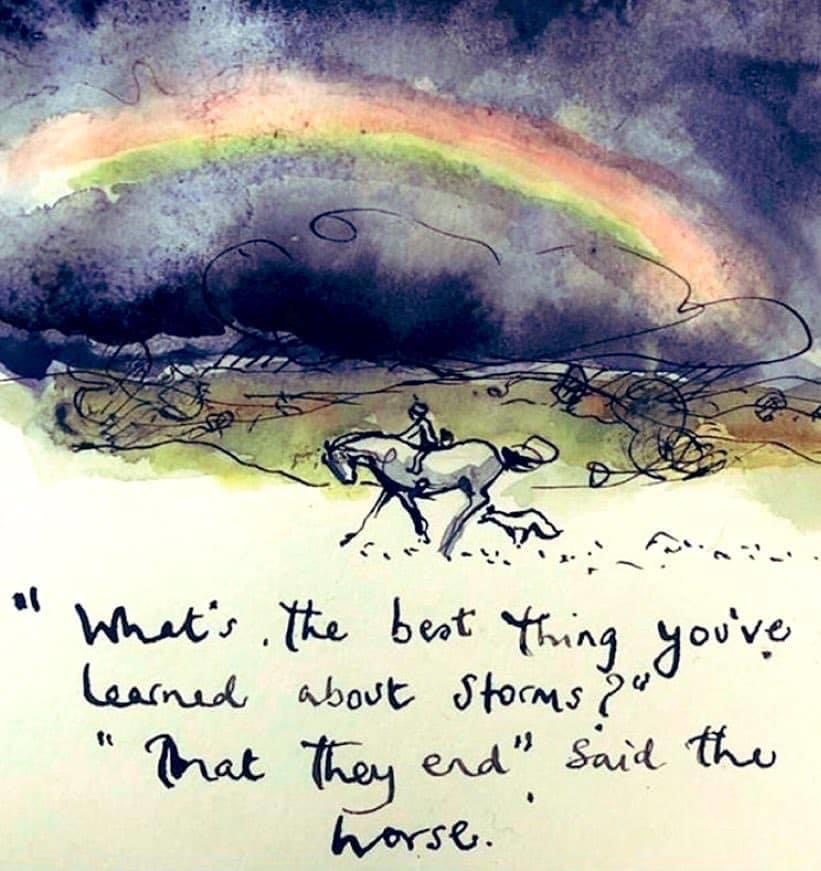 "What's the best thing you've
learned about storms?"
"That they end" said the
horse.